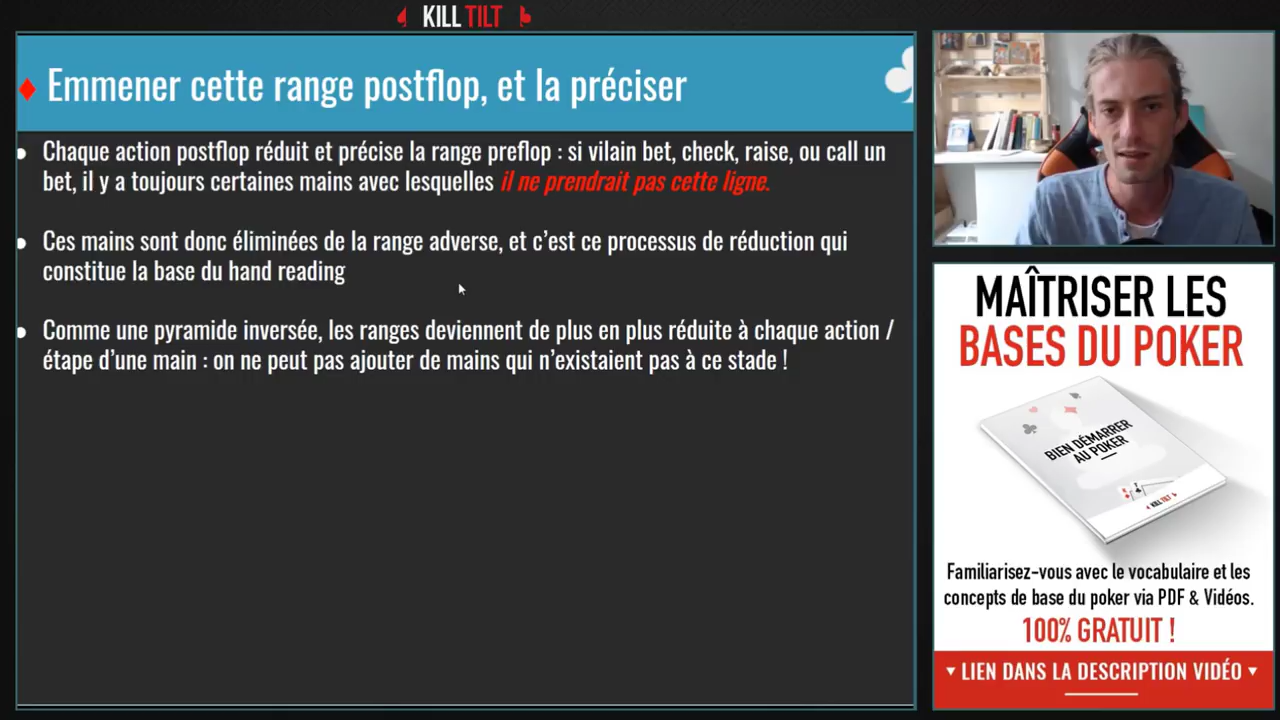 KILL TILT
Emmener cette range postflop, et la préciser
Chaque action postflop réduit et précise la range preflop : si vilain bet, check, raise, ou call un
bet, il y a toujours certaines mains avec lesquelles il ne prendrait pas cette ligne.
Ces mains sont donc éliminées de la range adverse, et c'est ce processus de réduction qui
constitue la base du hand reading
Comme une pyramide inversée, les ranges deviennent de plus en plus réduite à chaque action /
étape d'une main : on ne peut pas ajouter de mains qui n'existaient pas à ce stade !
MAÎTRISER LES
BASES DU POKER
BIEN DÉMARRER
AU POKER
KILL TILT
Familiarisez-vous avec le vocabulaire et les
concepts de base du poker via PDF & Vidéos.
100% GRATUIT !
LIEN DANS LA DESCRIPTION VIDÉO